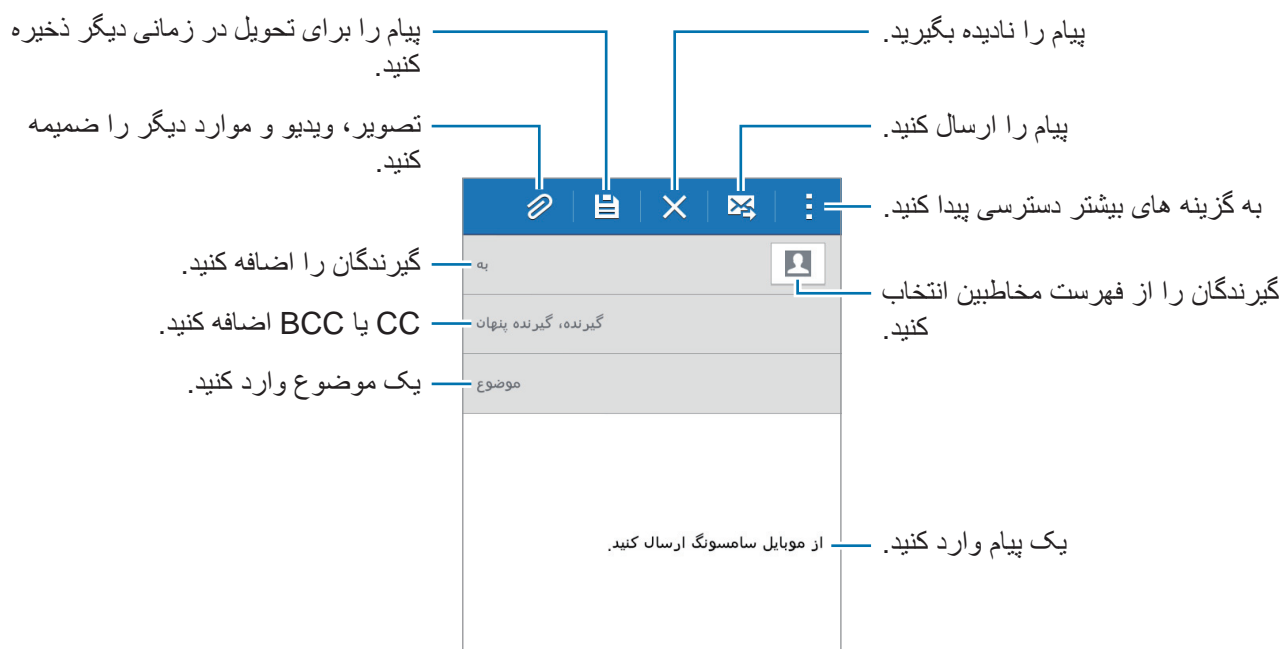 پیام را نادیده بگیرید.
پیام را برای تحویل در زمانی دیگر ذخیره
کنید.
پیام را ارسال کنید.
تصویر، ویدیو و موارد دیگر را ضمیمه
کنید.
به گزینه های بیشتر دسترسی پیدا کنید.
به
گیرندگان را اضافه کنید.
گیرندگان را از فهرست مخاطبین انتخاب
کنید.
گیرنده، گیرنده پنهان
CC یا BCC اضافه کنید.
موضوع
یک موضوع وارد کنید.
یک پیام وارد کنید.
از موبایل سامسونگ ارسال کنید.